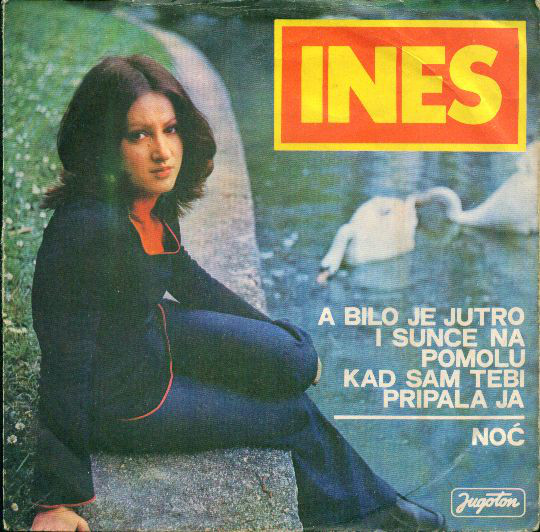 INES
A BILO JE JUTRO
I SUNCE NA
POMOLU
KAD SAM TEBI
PRIPALA JA
NOĆ
Jugoton